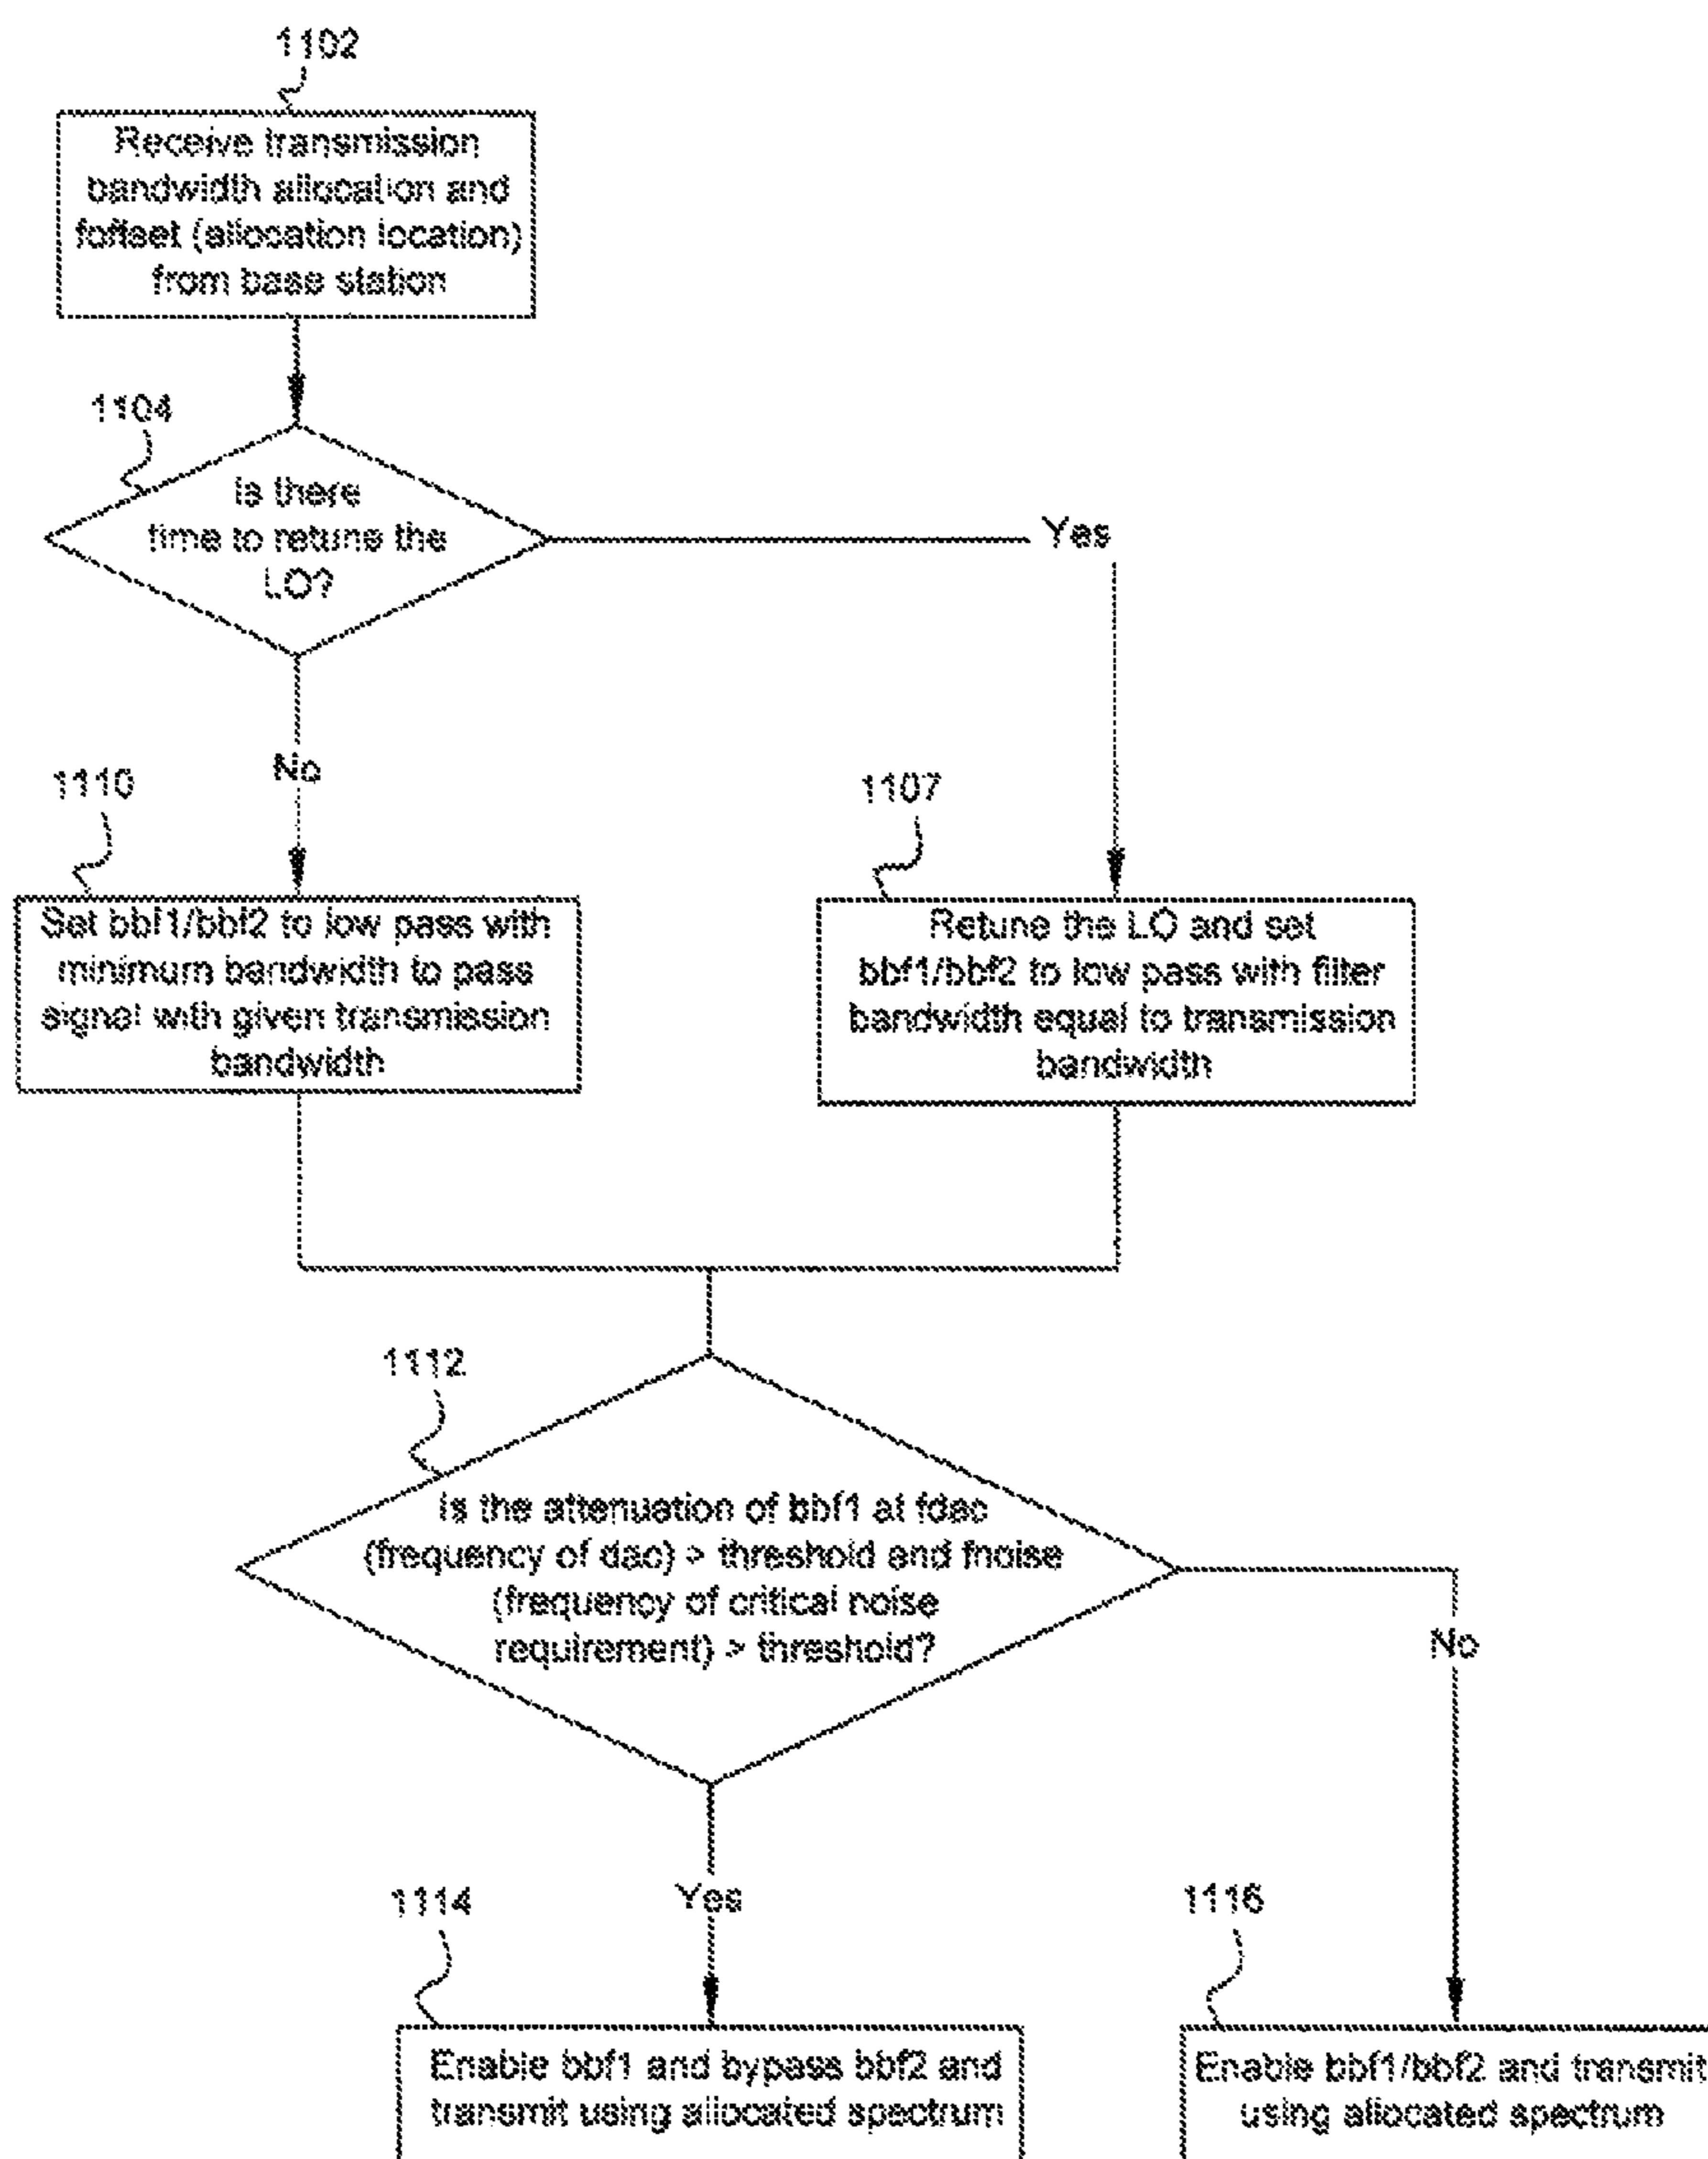 1102
Receive transmission
bandwidth allocation and
foffset (allocation location)
from base station
1104
Is there
time to retune the
LO?
Yes
No
1110
1107
Set bbf1/bbf2 to low pass with
minimum bandwidth to pass
signal with given transmission
bandwidth
Retune the LO and set
bbf1/bbf2 to low pass with filter
bandwidth equal to transmission
bandwidth
1112
Is the attenuation of bbf1 at fdac
(frequency of dac) > threshold and fnoise
(frequency of critical noise
requirement) > threshold?
No
Yes
1114
1116
Enable bbf1 and bypass bbf2 and
transmit using allocated spectrum
Enable bbf1/bbf2 and transmit
using allocated spectrum